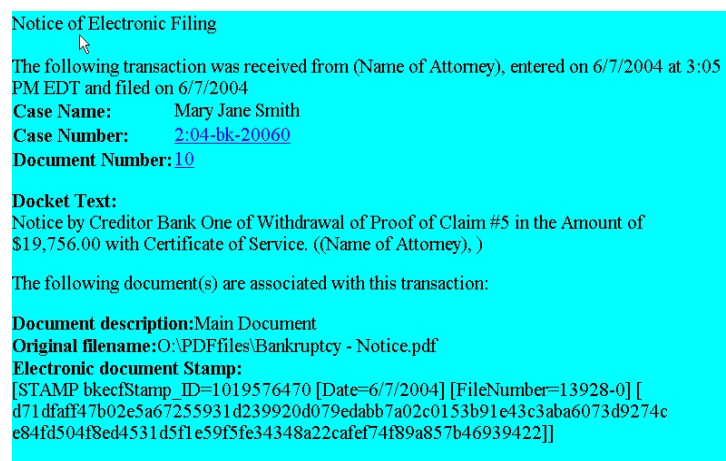 Notice of Electronic Filing
The following transaction was received from (Name of Attorney), entered on 6/7/2004 at 3:05
PM EDT and filed on 6/7/2004
Case Name: Mary Jane Smith
Case Number: 2:04-bk-20060
Document Number: 10
Docket Text:
Notice by Creditor Bank One of Withdrawal of Proof of Claim #5 in the Amount of
$19,756.00 with Certificate of Service. ((Name of Attorney), )
The following document(s) are associated with this transaction:
Document description:Main Document
Original filename:O:\PDFfiles\Bankruptcy - Notice.pdf
Electronic document Stamp:
[STAMP bkecfStamp_ID=1019576470 [Date=6/7/2004] [FileNumber=13928-0] [
d71dfaff47b02e5a67255931d239920d079edabb7a02c0153b91e43c3aba6073d9274c
e84fd504f8ed4531d5f1e59f5fe34348a22cafef74f89a857b46939422]]